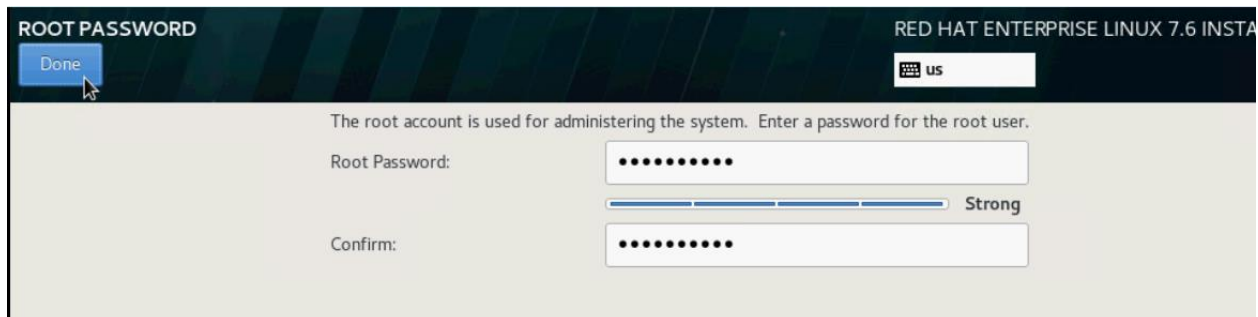 ROOT PASSWORD
RED HAT ENTERPRISE LINUX 7.6 INSTA
Done
us
The root account is used for administering the system.  Enter a password for the root user.
Root Password:
••••••••••
Strong
Confirm:
••••••••••